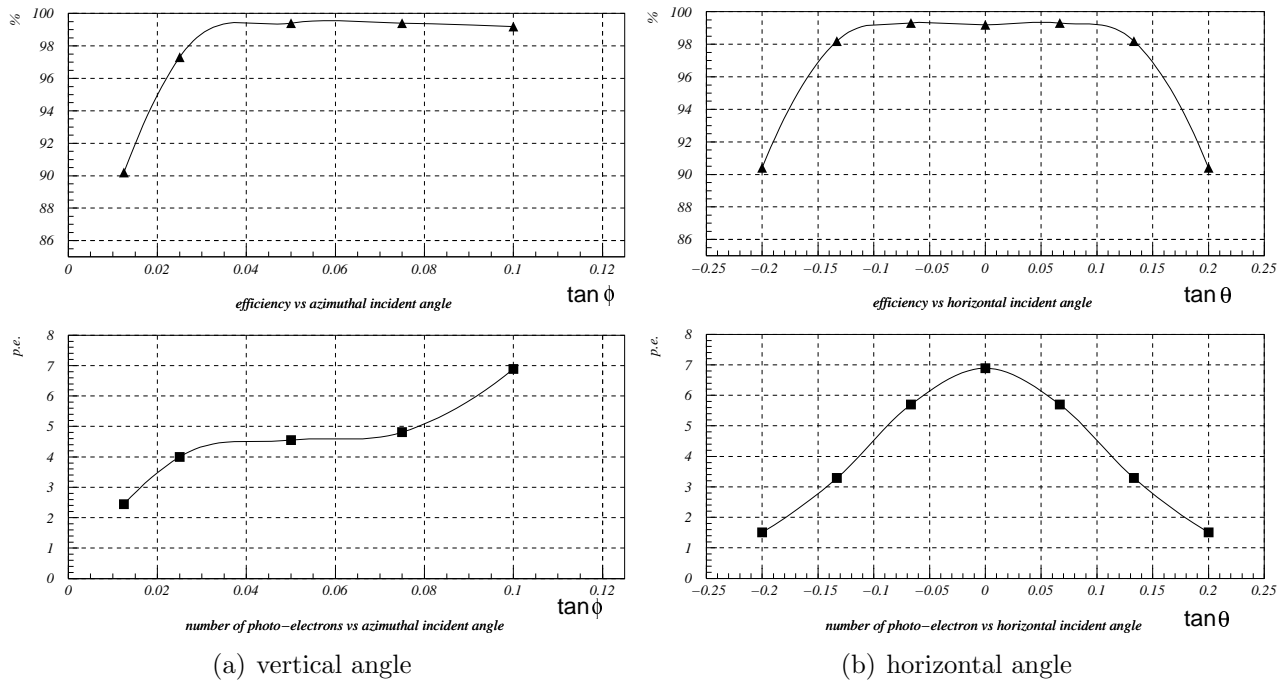 %
100
98
96
94
92
90
88
86
0 0.02 0.04 0.06 0.08 0.1 0.12
tan ϕ
efficiency vs azimuthal incident angle
%
100
98
96
94
92
90
88
86
−0.25 −0.2 −0.15 −0.1 −0.05 0 0.05 0.1 0.15 0.2 0.25
tan θ
efficiency vs horizontal incident angle
p.e.
8
7
6
5
4
3
2
1
0
0 0.02 0.04 0.06 0.08 0.1 0.12
tan ϕ
number of photo−electrons vs azimuthal incident angle
p.e.
8
7
6
5
4
3
2
1
0
−0.25 −0.2 −0.15 −0.1 −0.05 0 0.05 0.1 0.15 0.2 0.25
tan θ
number of photo−electron vs horizontal incident angle
(a) vertical angle
(b) horizontal angle